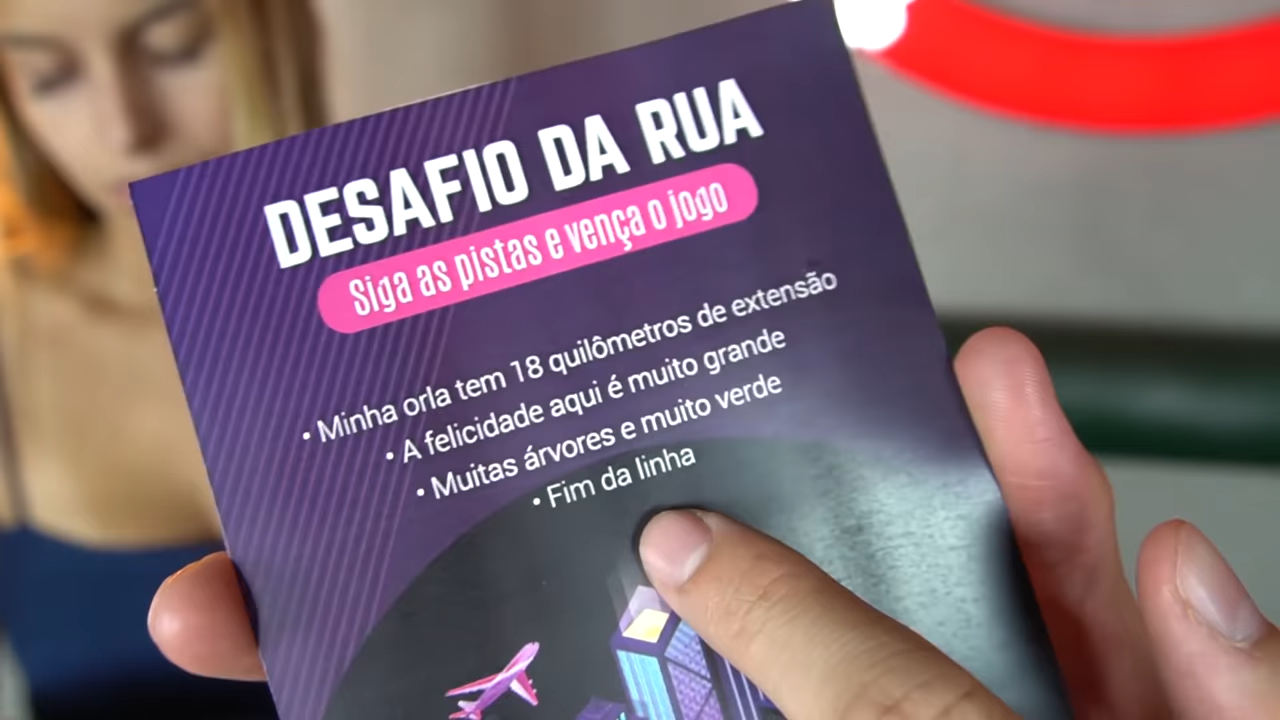 DESAFIO DA RUA
Siga as pistas e vença o jogo
• Minha orla tem 18 quilômetros de extensão
• A felicidade aqui é muito grande
• Muitas árvores e muito verde
• Fim da linha